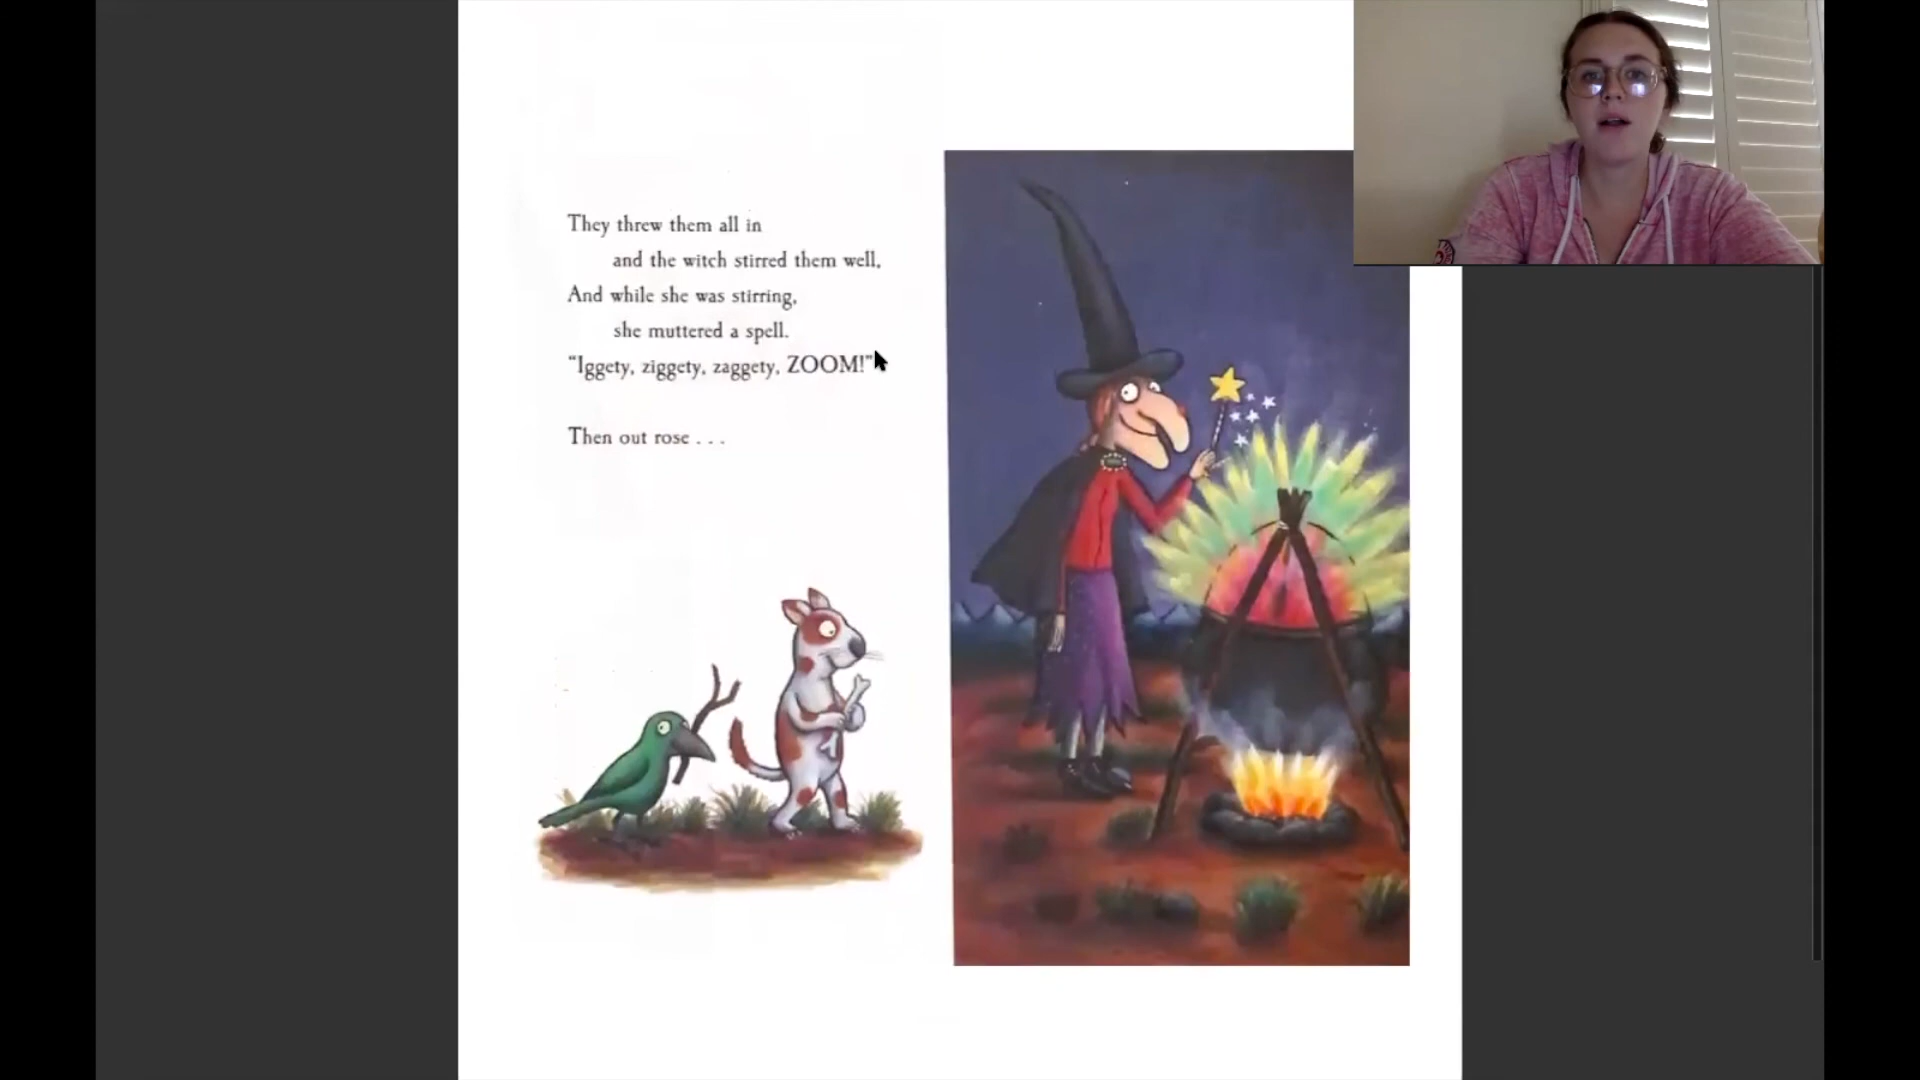 They threw them all in
and the witch stirred them well,
And while she was stirring,
she muttered a spell.
"Iggety, ziggety, zaggety, ZOOM!"
Then out rose . . .